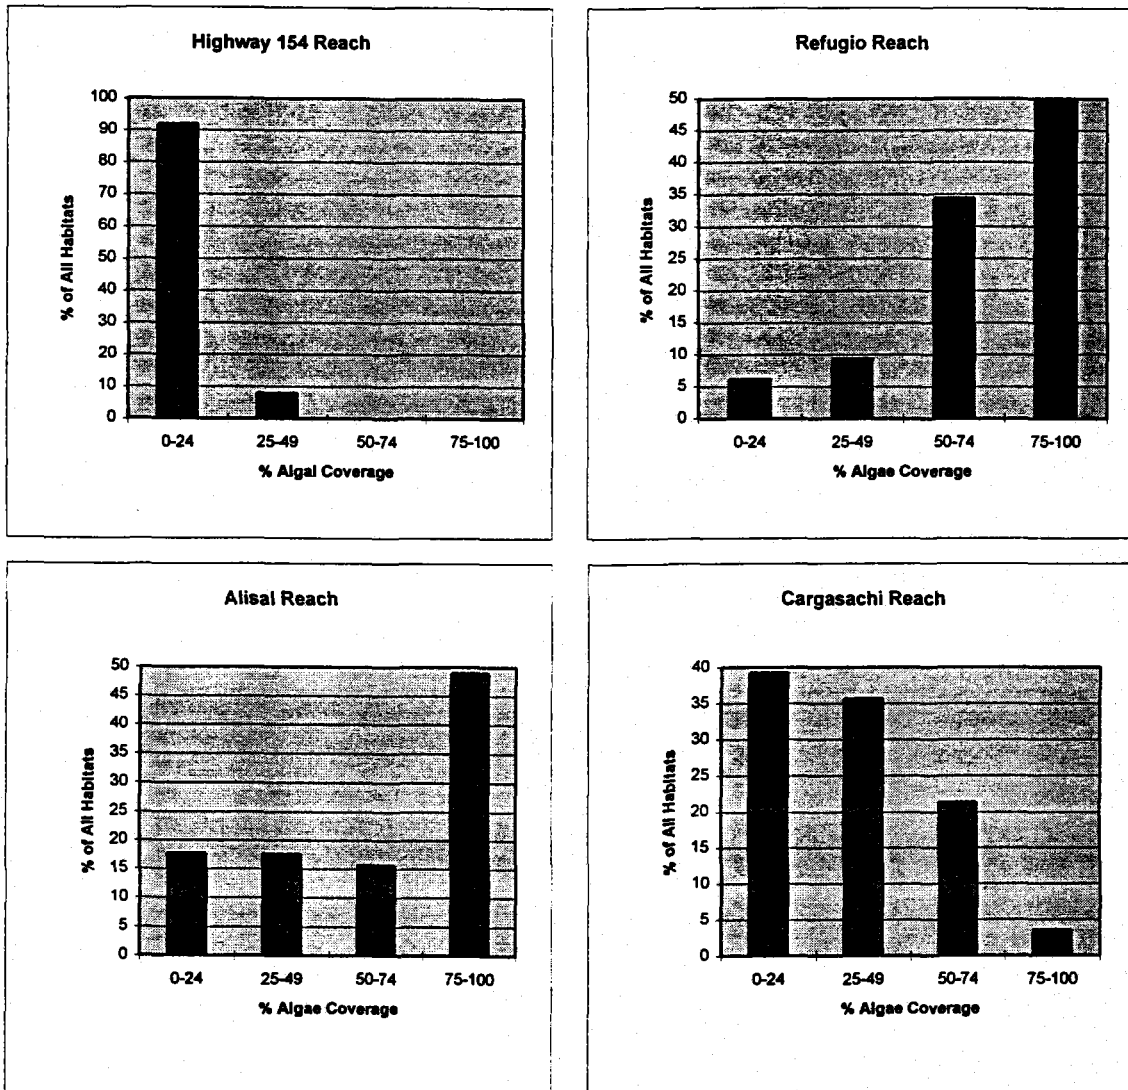 Highway 154 Reach
% of All Habitats
100
90
80
70
60
50
40
30
20
10
0
0-24 25-49 50-74 75-100
% Algal Coverage
Refugio Reach
% of All Habitats
50
45
40
35
30
25
20
15
10
5
0
0-24 25-49 50-74 75-100
% Algae Coverage
Alisal Reach
% of All Habitats
50
45
40
35
30
25
20
15
10
5
0
0-24 25-49 50-74 75-100
% Algae Coverage
Cargasachi Reach
% of All Habitats
40
35
30
25
20
15
10
5
0
0-24 25-49 50-74 75-100
% Algae Coverage